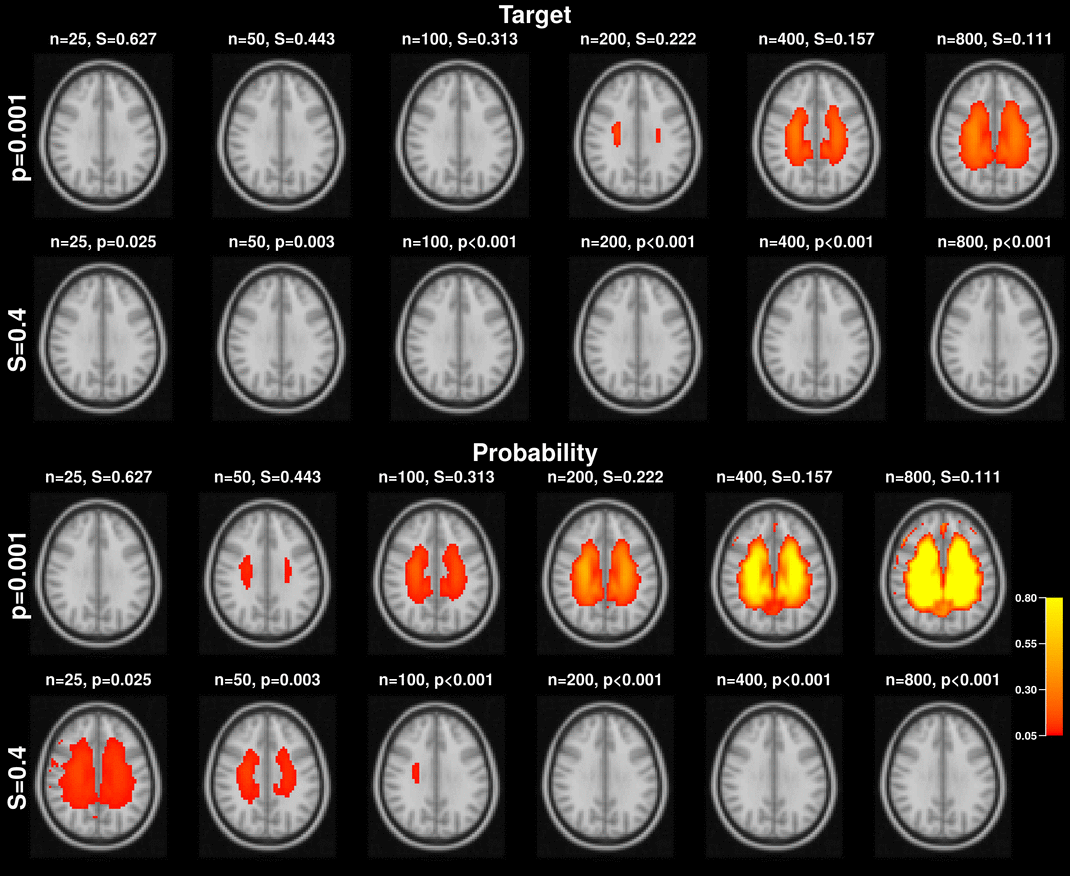 Target
n=25, S=0.627 n=50, S=0.443 n=100, S=0.313 n=200, S=0.222 n=400, S=0.157 n=800, S=0.111
p=0.001
n=25, p=0.025 n=50, p=0.003 n=100, p<0.001 n=200, p<0.001 n=400, p<0.001 n=800, p<0.001
S=0.4
Probability
n=25, S=0.627 n=50, S=0.443 n=100, S=0.313 n=200, S=0.222 n=400, S=0.157 n=800, S=0.111
p=0.001
0.80
0.55
0.30
0.05
n=25, p=0.025 n=50, p=0.003 n=100, p<0.001 n=200, p<0.001 n=400, p<0.001 n=800, p<0.001
S=0.4